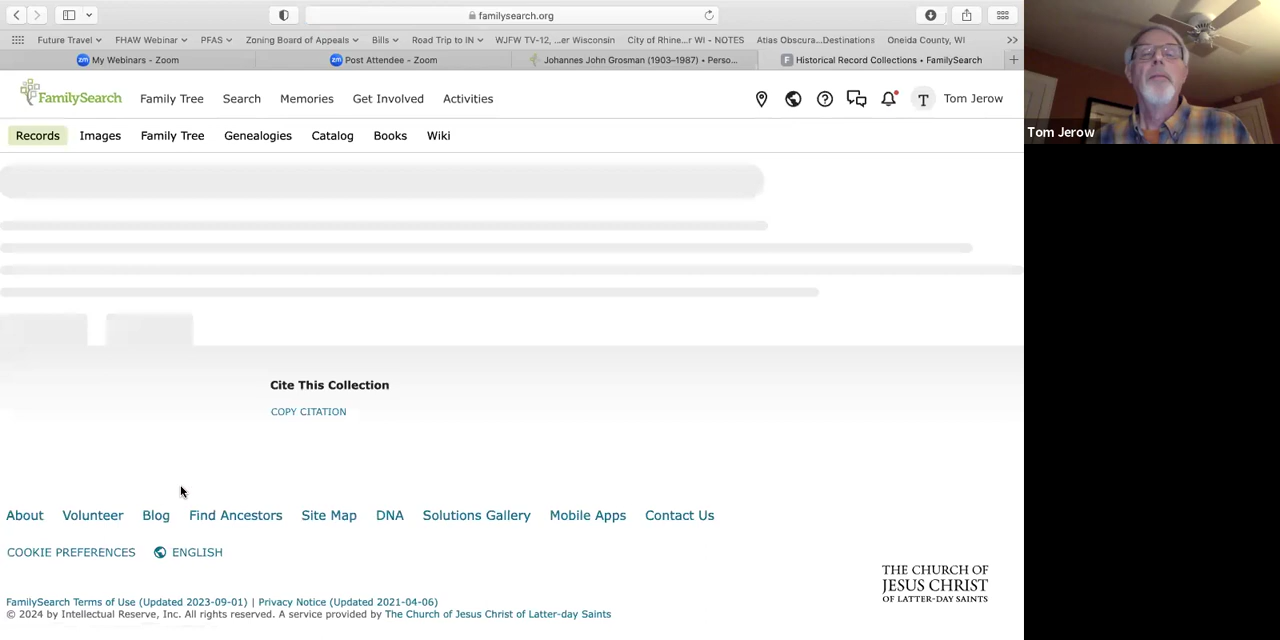 familysearch.org
Future Travel FHAW Webinar PFAS Zoning Board of Appeals Bills Road Trip to IN WJFW TV-12, ...er Wisconsin City of Rhine...r WI - NOTES Atlas Obscura...Destinations Oneida County, WI >>
zm My Webinars - Zoom zm Post Attendee - Zoom Johannes John Grosman (1903–1987) • Perso... F Historical Record Collections • FamilySearch +
FamilySearch Family Tree Search Memories Get Involved Activities T Tom Jerow
Tom Jerow
Records Images Family Tree Genealogies Catalog Books Wiki
Cite This Collection
COPY CITATION
About Volunteer Blog Find Ancestors Site Map DNA Solutions Gallery Mobile Apps Contact Us
COOKIE PREFERENCES ENGLISH
THE CHURCH OF
JESUS CHRIST
OF LATTER-DAY SAINTS
FamilySearch Terms of Use (Updated 2023-09-01) | Privacy Notice (Updated 2021-04-06)
© 2024 by Intellectual Reserve, Inc. All rights reserved. A service provided by The Church of Jesus Christ of Latter-day Saints